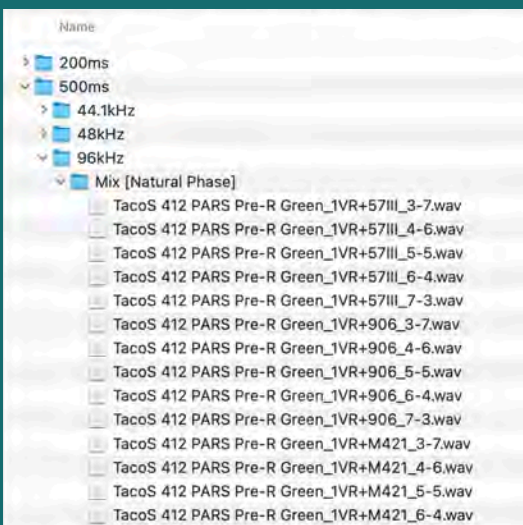 Name
200ms
500ms
44.1kHz
48kHz
96kHz
Mix [Natural Phase]
TacoS 412 PARS Pre-R Green_1VR+57III_3-7.wav
TacoS 412 PARS Pre-R Green_1VR+57III_4-6.wav
TacoS 412 PARS Pre-R Green_1VR+57III_5-5.wav
TacoS 412 PARS Pre-R Green_1VR+57III_6-4.wav
TacoS 412 PARS Pre-R Green_1VR+57III_7-3.wav
TacoS 412 PARS Pre-R Green_1VR+906_3-7.wav
TacoS 412 PARS Pre-R Green_1VR+906_4-6.wav
TacoS 412 PARS Pre-R Green_1VR+906_5-5.wav
TacoS 412 PARS Pre-R Green_1VR+906_6-4.wav
TacoS 412 PARS Pre-R Green_1VR+906_7-3.wav
TacoS 412 PARS Pre-R Green_1VR+M421_3-7.wav
TacoS 412 PARS Pre-R Green_1VR+M421_4-6.wav
TacoS 412 PARS Pre-R Green_1VR+M421_5-5.wav
TacoS 412 PARS Pre-R Green_1VR+M421_6-4.wav